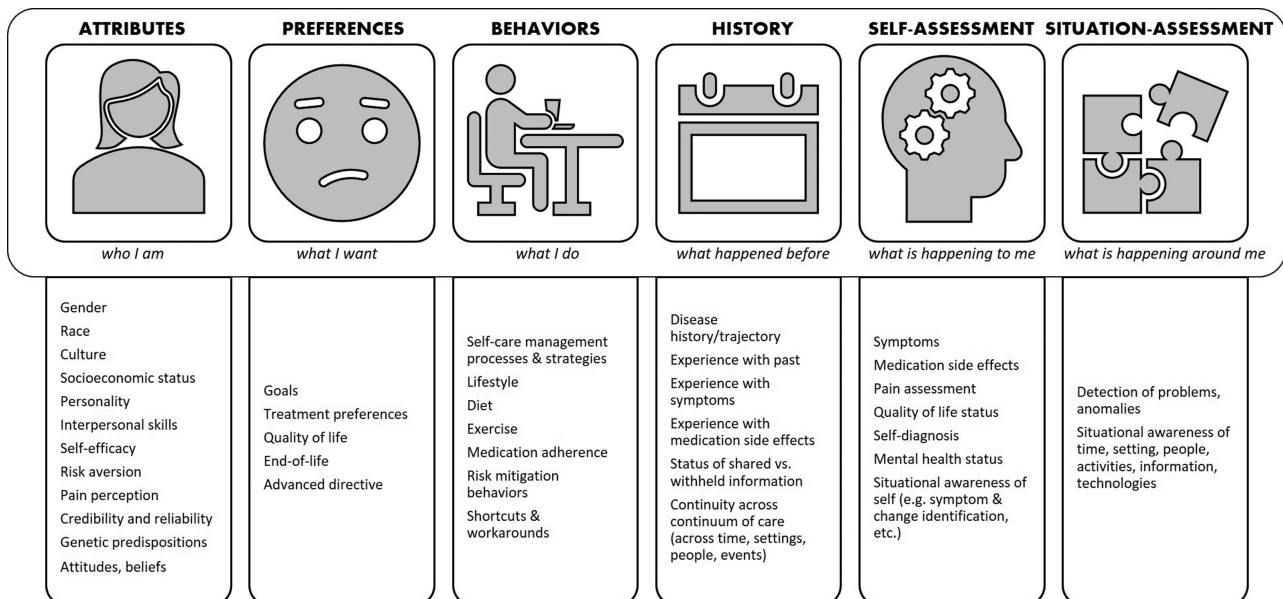 ATTRIBUTES
PREFERENCES
BEHAVIORS
HISTORY
SELF-ASSESSMENT
SITUATION-ASSESSMENT
who I am
what I want
what I do
what happened before
what is happening to me
what is happening around me
Gender
Race
Culture
Socioeconomic status
Personality
Interpersonal skills
Self-efficacy
Risk aversion
Pain perception
Credibility and reliability
Genetic predispositions
Attitudes, beliefs
Goals
Treatment preferences
Quality of life
End-of-life
Advanced directive
Self-care management
processes & strategies
Lifestyle
Diet
Exercise
Medication adherence
Risk mitigation
behaviors
Shortcuts &
workarounds
Disease
history/trajectory
Experience with past
Experience with
symptoms
Experience with
medication side effects
Status of shared vs.
withheld information
Continuity across
continuum of care
(across time, settings,
people, events)
Symptoms
Medication side effects
Pain assessment
Quality of life status
Self-diagnosis
Mental health status
Situational awareness of
self (e.g. symptom &
change identification,
etc.)
Detection of problems,
anomalies
Situational awareness of
time, setting, people,
activities, information,
technologies